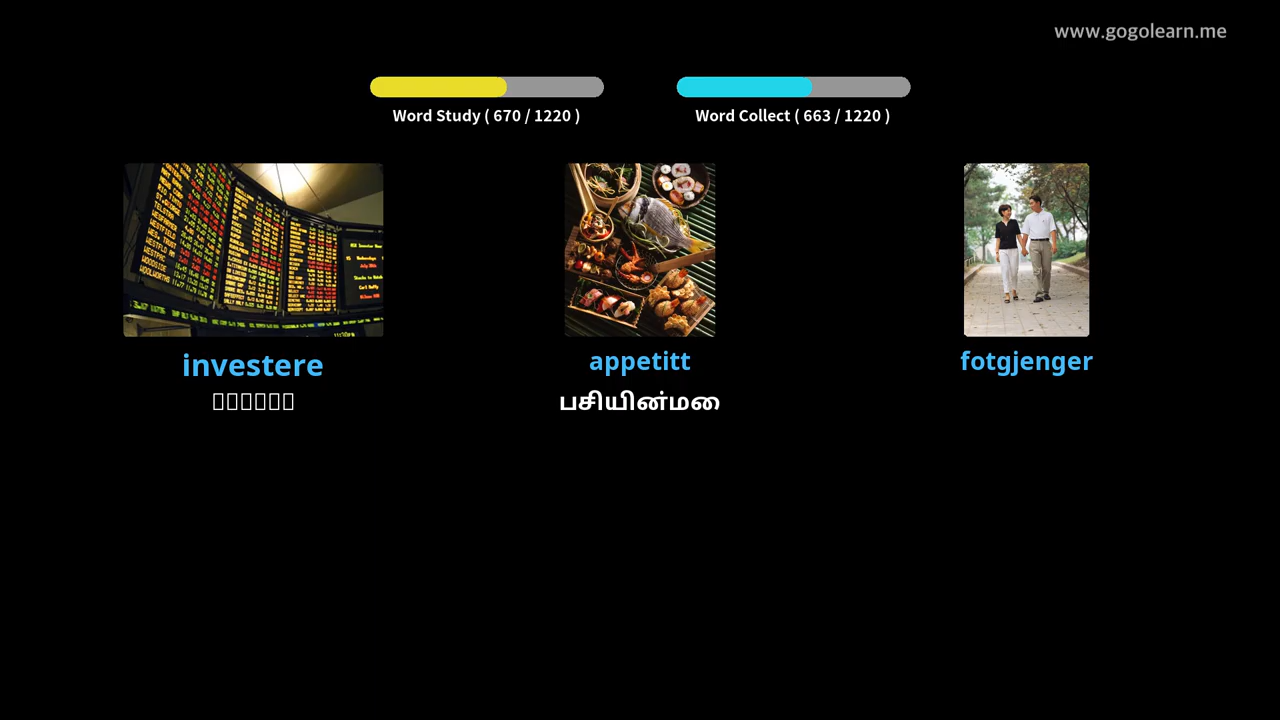 www.gogolearn.me
Word Study ( 670 / 1220 )
Word Collect ( 663 / 1220 )
investere
appetitt
fotgjenger
பசியின்மை